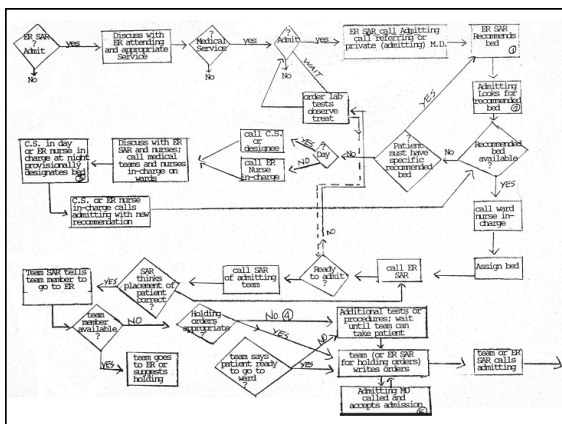 ER SAR
?
Admit
yes
No
Discuss with
ER attending and
and appropriate
Service
?
Medical
Service
No
yes
?
Admit
No
WAIT
yes
ER SAR call Admitting
call referring or
private (admitting) M.D.
ER SAR
Recommends
bed
1
order lab
tests
observe
treat
YES
Admitting
Looks for
recommended
bed
2
C.S. in day
or ER nurse in
charge at night
provisionally
designates bed
3
Discuss with ER
SAR and nurses;
call medical
teams and nurses
in-charge on
wards
call C.S.
or
designee
YES
call ER
Nurse
in-charge
NO
?
Day
No
?
Patient
must have
specific
recommended
bed
No
Recommended
bed
available?
YES
C.S. or ER nurse
in-charge calls
admitting with new
recommendation
call ward
nurse in-
charge
NO
Assign bed
Team SAR tells
team member to
go to ER
YES
SAR
thinks
placement of
patient
correct?
call SAR
of admitting
team
Ready
to admit
?
call ER
SAR
team
member
available?
NO
YES
team goes
to ER or
suggests
holding
?
Holding
orders
appropriate
?
NO. 4
YES
Additional tests or
procedures; wait
until team can
take patient
team says
patient ready
to go to
ward
?
NO
YES
team (or ER SAR
for holding orders)
writes orders
team or ER
SAR calls
admitting
Admitting MD
called and
accepts admission
5